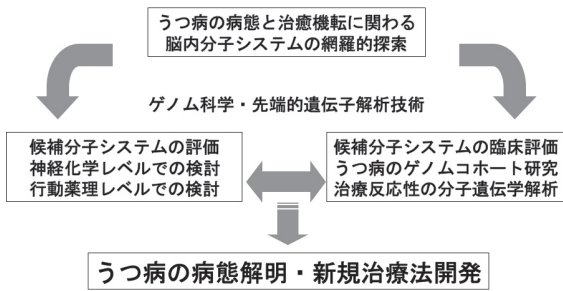 うつ病の病態と治癒機転に関わる
脳内分子システムの網羅的探索
ゲノム科学・先端的遺伝子解析技術
候補分子システムの評価
神経化学レベルでの検討
行動薬理レベルでの検討
候補分子システムの臨床評価
うつ病のゲノムコホート研究
治療反応性の分子遺伝学解析
うつ病の病態解明・新規治療法開発